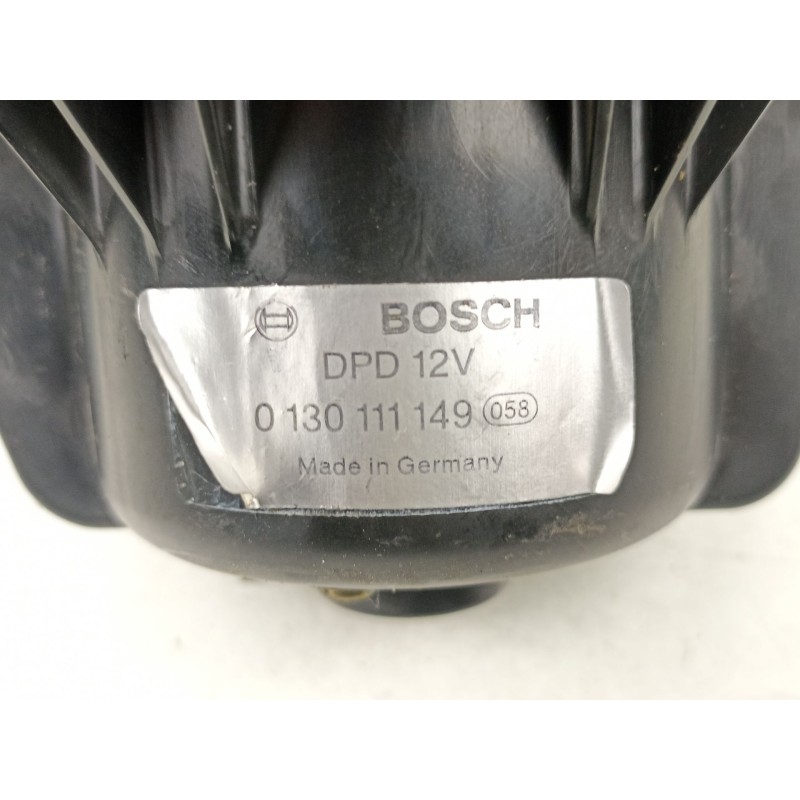 BOSCH
DPD 12V
0 130 111 149 058
Made in Germany